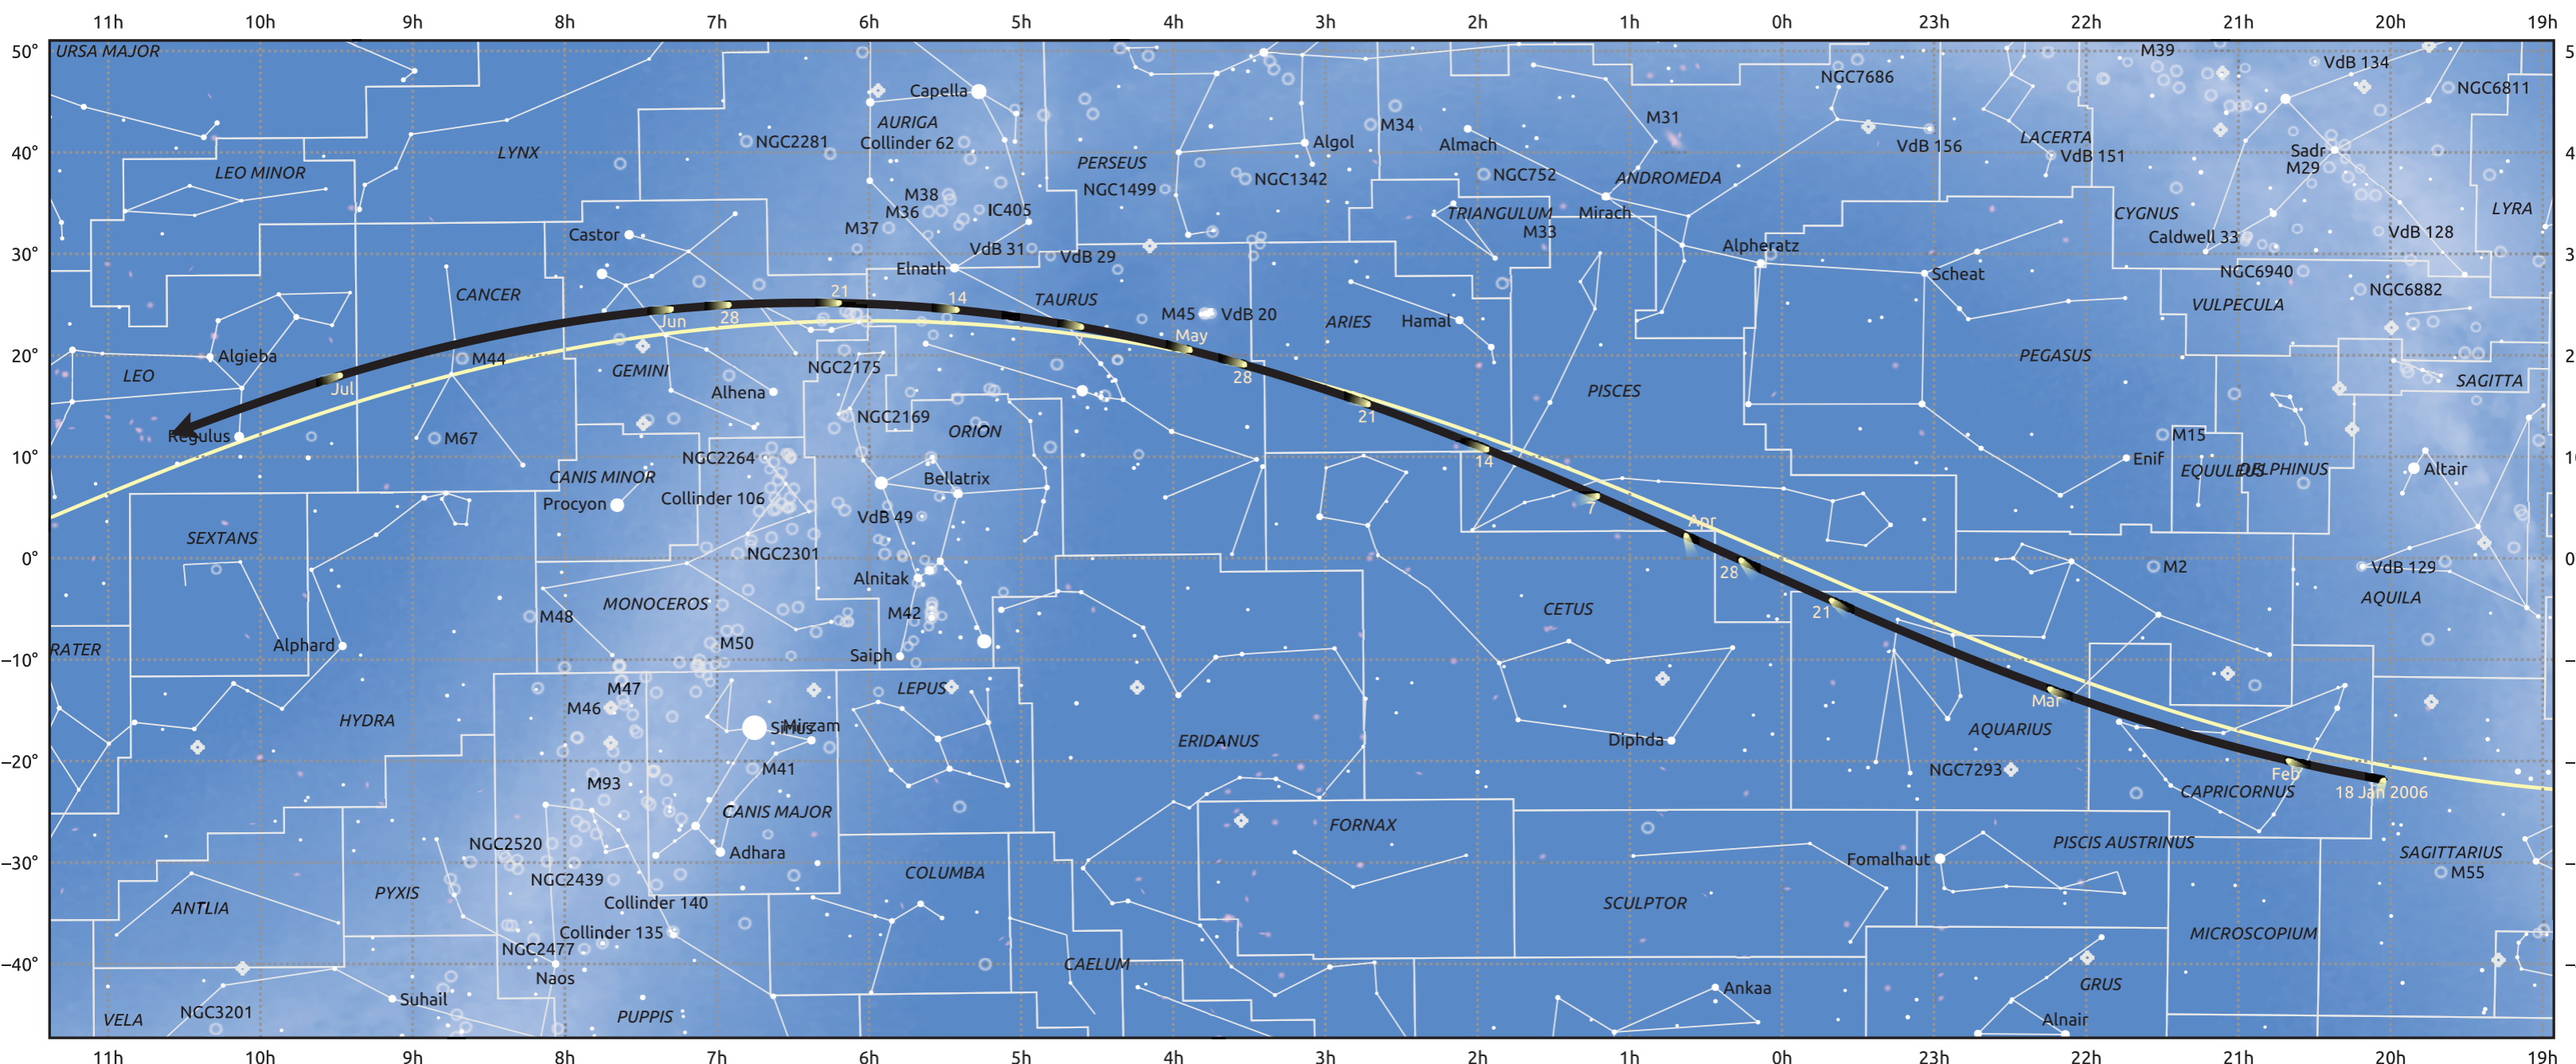 11h 10h 9h 8h 7h 6h 5h 4h 3h 2h 1h 0h 23h 22h 21h 20h 19h
50° URSA MAJOR M39 5
VdB 134
NGC7686
Capella NGC6811
AURIGA M31
M34
NGC2281 Collinder 62 Algol Almach LACERTA
VdB 156
40° LYNX VdB 151 Sadr 4
PERSEUS M29
LEO MINOR NGC1342 NGC752 ANDROMEDA
NGC1499
M38
M36 IC405 TRIANGULUM Mirach CYGNUS LYRA
M37 M33
Castor VdB 31 Alpheratz Caldwell 33 VdB 128
30° VdB 29 3
Elnath Scheat NGC6940
CANCER 21 14 TAURUS NGC6882
Jun 28 M45 VdB 20 ARIES Hamal VULPECULA
7 May
20° Algieba M44 PEGASUS 2
LEO GEMINI NGC2175 28
Jul Alhena PISCES SAGITTA
NGC2169 21
Regulus M67 ORION M15
10° NGC2264 14 Enif 10
CANIS MINOR Bellatrix EQUULEUS DELPHINUS Altair
Procyon Collinder 106 7
VdB 49 Apr
SEXTANS
0° NGC2301 0
Alnitak 28 M2 VdB 129
M48 MONOCEROS M42 CETUS 21 AQUILA
RATER Alphard M50 Saiph
−10° −
M47 LEPUS Mar
M46
HYDRA Sirius Mirzam ERIDANUS Diphda AQUARIUS
−20° M41 NGC7293 −
M93 Feb
CANIS MAJOR CAPRICORNUS 18 Jan 2006
FORNAX
NGC2520 Adhara Fomalhaut PISCIS AUSTRINUS SAGITTARIUS
−30° −
NGC2439 COLUMBA M55
PYXIS
ANTLIA Collinder 140 SCULPTOR
Collinder 135 MICROSCOPIUM
NGC2477
−40° CAELUM −
Naos
Suhail Ankaa GRUS
NGC3201
VELA PUPPIS Alnair
11h 10h 9h 8h 7h 6h 5h 4h 3h 2h 1h 0h 23h 22h 21h 20h 19h